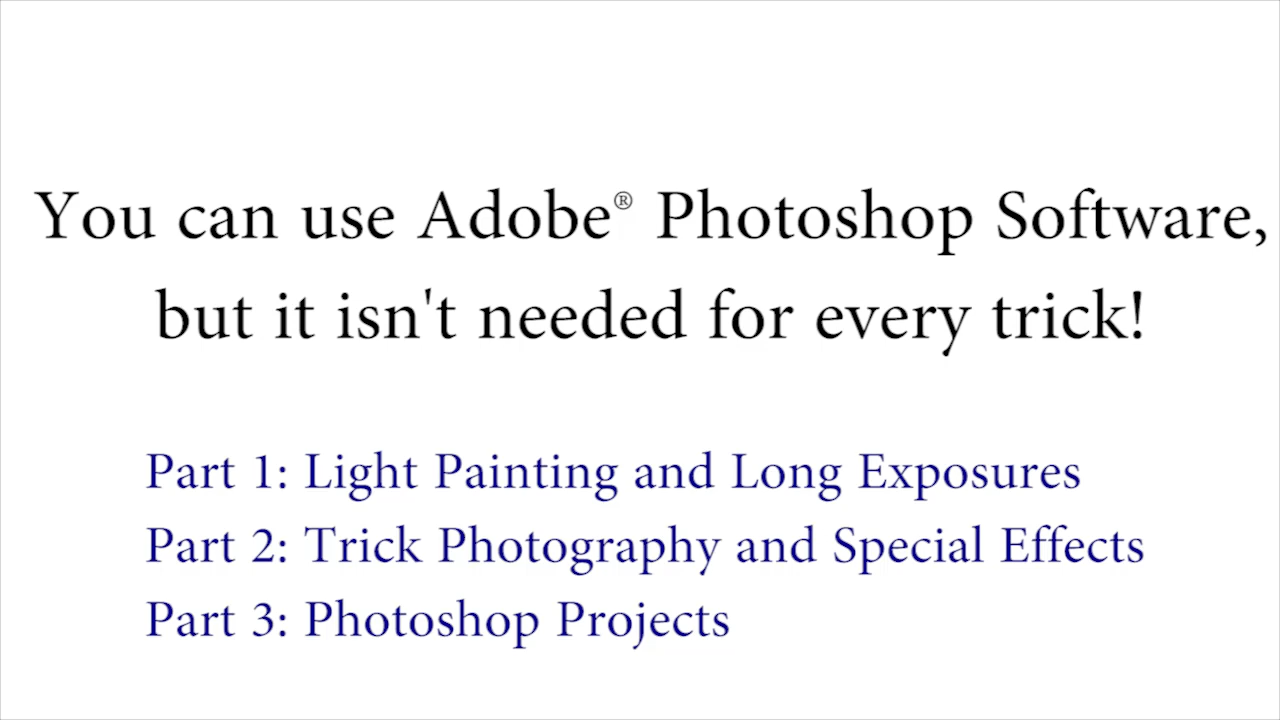 You can use Adobe® Photoshop Software,
but it isn't needed for every trick!
Part 1: Light Painting and Long Exposures
Part 2: Trick Photography and Special Effects
Part 3: Photoshop Projects